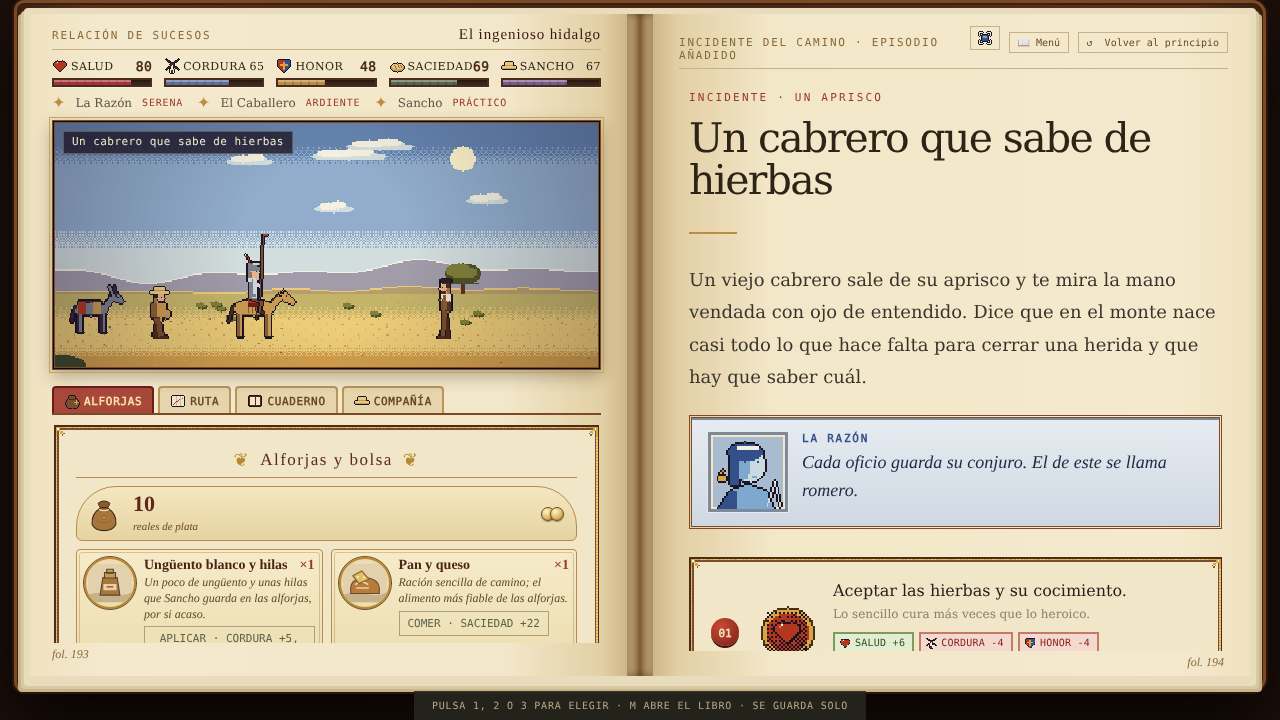 RELACIÓN DE SUCESOS
El ingenioso hidalgo
SALUD 80
CORDURA 65
HONOR 48
SACIEDAD 69
SANCHO 67
La Razón SERENA
El Caballero ARDIENTE
Sancho PRÁCTICO
Un cabrero que sabe de hierbas
ALFORJAS
RUTA
CUADERNO
COMPAÑÍA
Alforjas y bolsa
10
reales de plata
Ungüento blanco y hilas ×1
Un poco de ungüento y unas hilas
que Sancho guarda en las alforjas,
por si acaso.
APLICAR · CORDURA +5,
Pan y queso ×1
Ración sencilla de camino; el
alimento más fiable de las alforjas.
COMER · SACIEDAD +22
fol. 193
INCIDENTE DEL CAMINO · EPISODIO
AÑADIDO
Menú
↺ Volver al principio
INCIDENTE · UN APRISCO
Un cabrero que sabe de
hierbas
Un viejo cabrero sale de su aprisco y te mira la mano
vendada con ojo de entendido. Dice que en el monte nace
casi todo lo que hace falta para cerrar una herida y que
hay que saber cuál.
LA RAZÓN
Cada oficio guarda su conjuro. El de este se llama
romero.
01
Aceptar las hierbas y su cocimiento.
Lo sencillo cura más veces que lo heroico.
SALUD +6
CORDURA -4
HONOR -4
fol. 194
PULSA 1, 2 O 3 PARA ELEGIR · M ABRE EL LIBRO · SE GUARDA SOLO